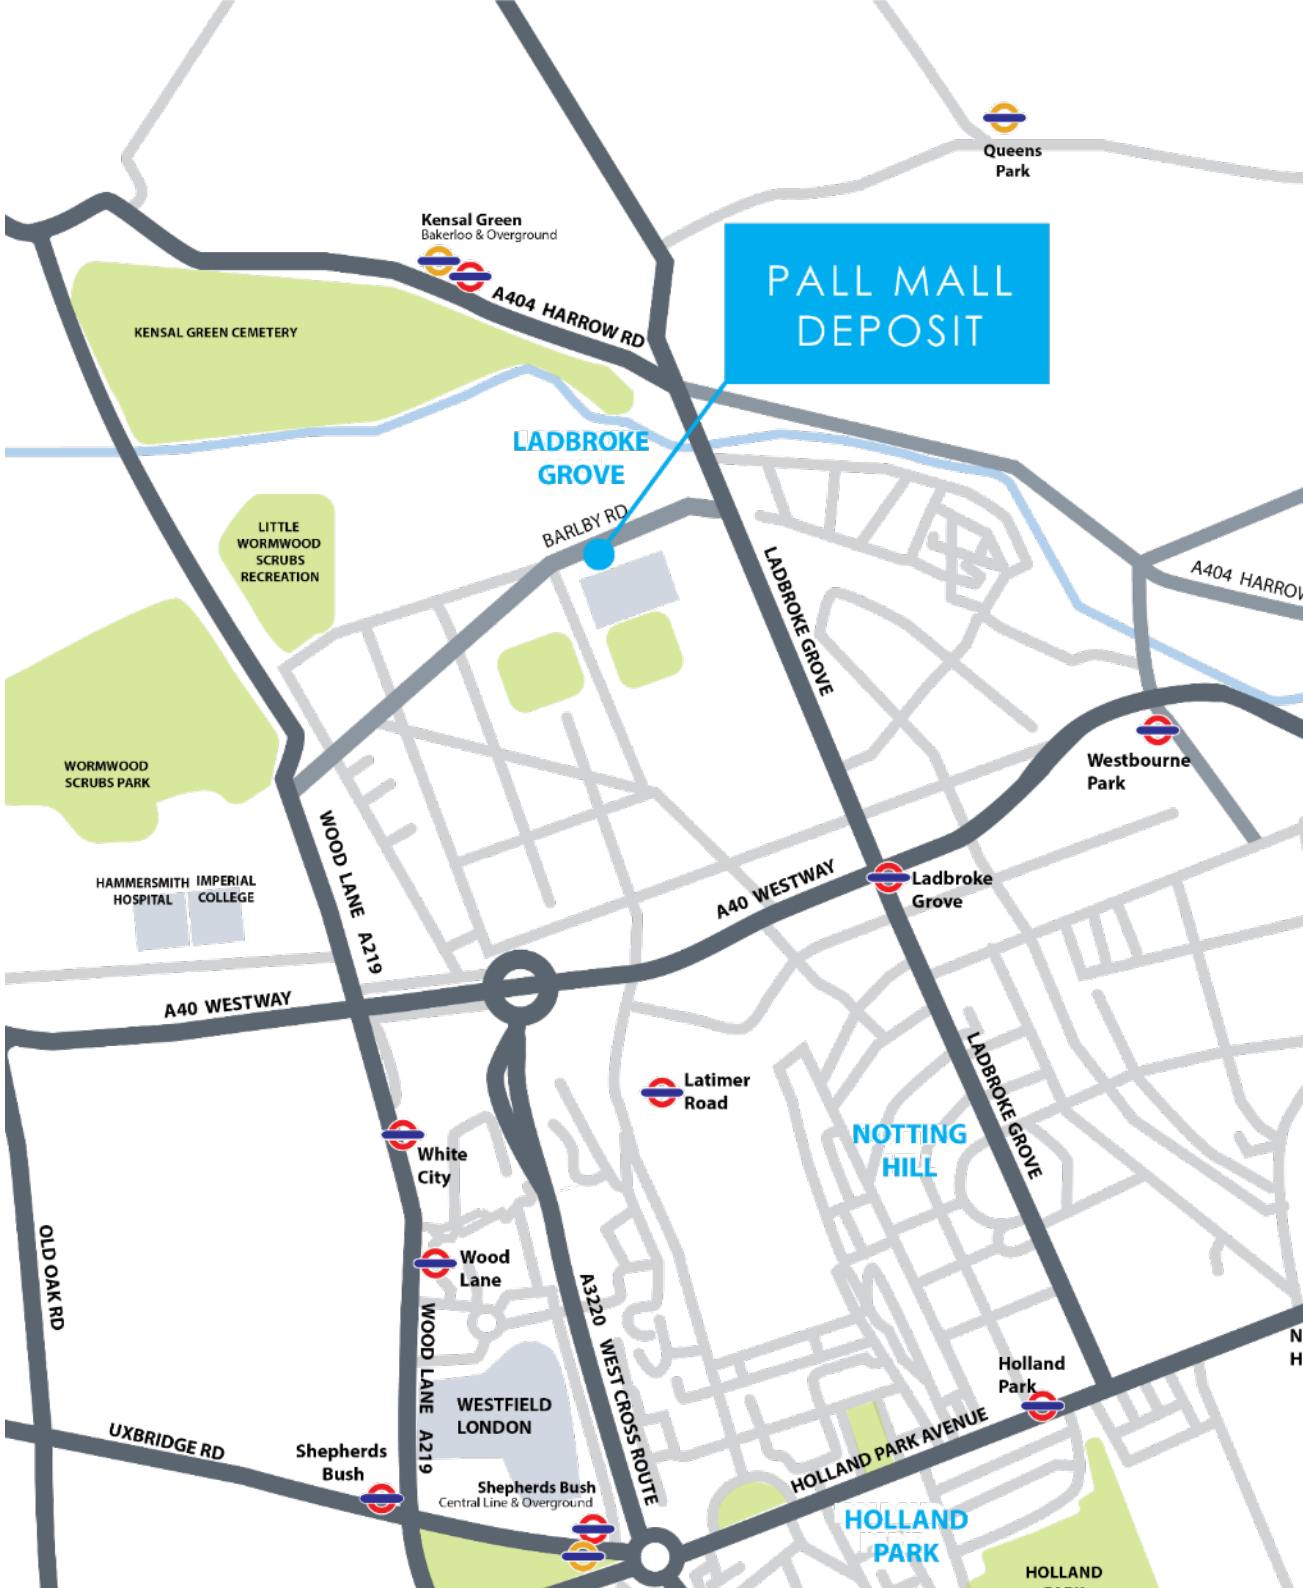 Queens
Park
Kensal Green
Bakerloo & Overground
PALL MALL
DEPOSIT
A404 HARROW RD
KENSAL GREEN CEMETERY
LADBROKE
GROVE
BARLBY RD
LITTLE
WORMWOOD
SCRUBS
RECREATION
LADBROKE GROVE
A404 HARROW
WORMWOOD
SCRUBS PARK
Westbourne
Park
WOOD LANE A219
HAMMERSMITH
HOSPITAL
IMPERIAL
COLLEGE
A40 WESTWAY
Ladbroke
Grove
A40 WESTWAY
LADBROKE GROVE
Latimer
Road
NOTTING
HILL
White
City
OLD OAK RD
Wood
Lane
A3220 WEST CROSS ROUTE
WOOD LANE A219
N
H
Holland
Park
WESTFIELD
LONDON
UXBRIDGE RD
Shepherds
Bush
HOLLAND PARK AVENUE
Shepherds Bush
Central Line & Overground
HOLLAND
PARK
HOLLAND